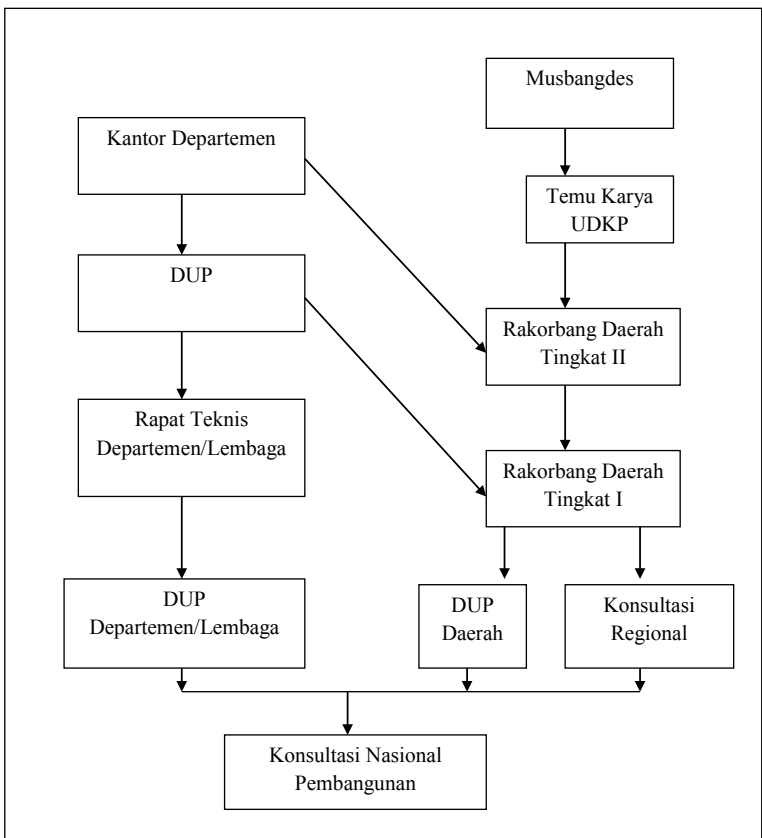 Musbangdes
Kantor Departemen
Temu Karya
UDKP
DUP
Rakorbang Daerah
Tingkat II
Rapat Teknis
Departemen/Lembaga
Rakorbang Daerah
Tingkat I
DUP
Departemen/Lembaga
DUP
Daerah
Konsultasi
Regional
Konsultasi Nasional
Pembangunan